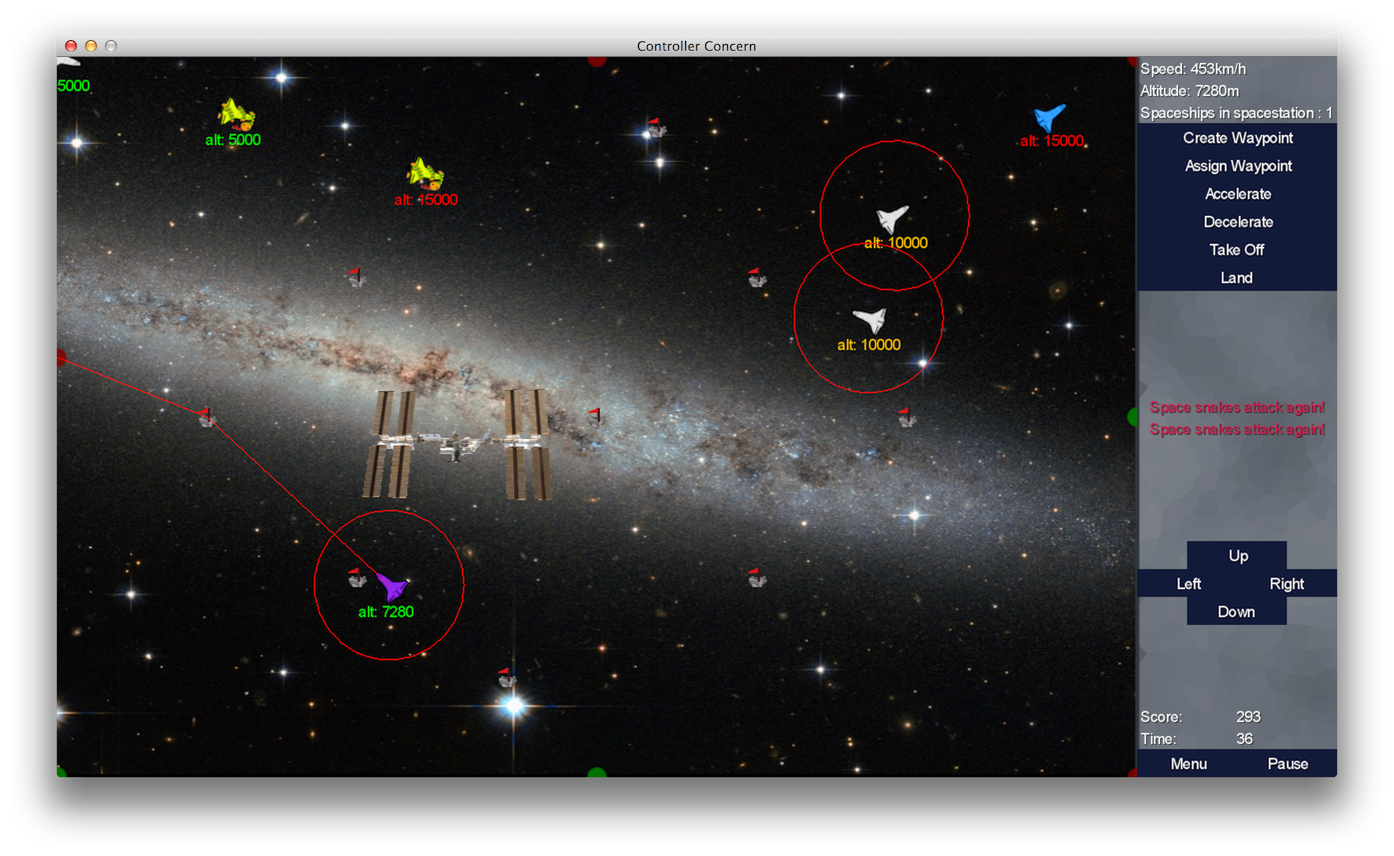 Controller Concern
5000
alt: 5000
alt: 15000
alt: 15000
alt: 10000
alt: 10000
alt: 7280
Speed: 453km/h
Altitude: 7280m
Spaceships in spacestation : 1
Create Waypoint
Assign Waypoint
Accelerate
Decelerate
Take Off
Land
Space snakes attack again!
Space snakes attack again!
Up
Left Right
Down
Score: 293
Time: 36
Menu Pause